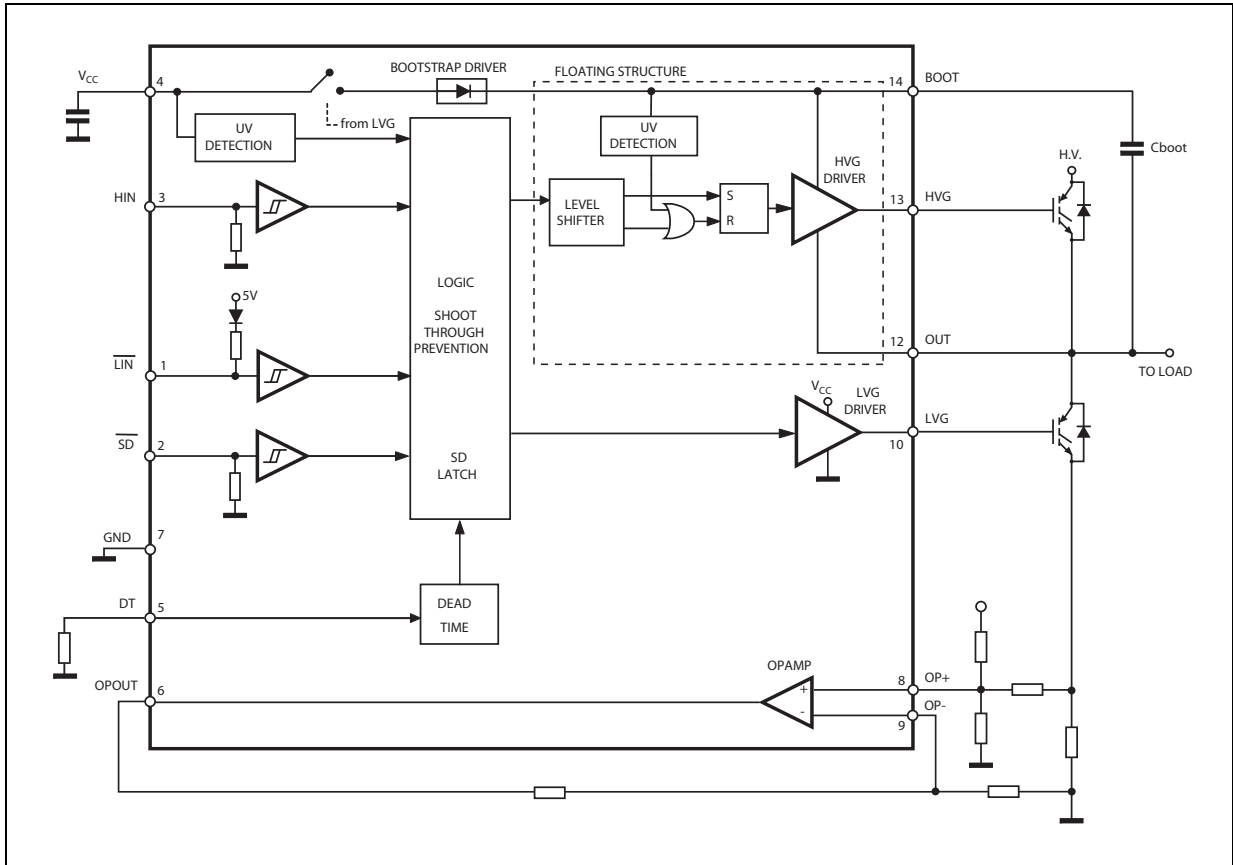 BOOTSTRAP DRIVER
FLOATING STRUCTURE
VCC
4
14
BOOT
from LVG
UV
DETECTION
UV
DETECTION
Cboot
H.V.
HVG
DRIVER
HIN
3
LEVEL
SHIFTER
S
R
13
HVG
LOGIC
SHOOT
THROUGH
PREVENTION
SD
LATCH
5V
12
OUT
TO LOAD
LIN
1
VCC
LVG
DRIVER
LVG
10
SD
2
GND
7
DT
5
DEAD
TIME
OPAMP
OPOUT
6
+
-
8
OP+
OP-
9